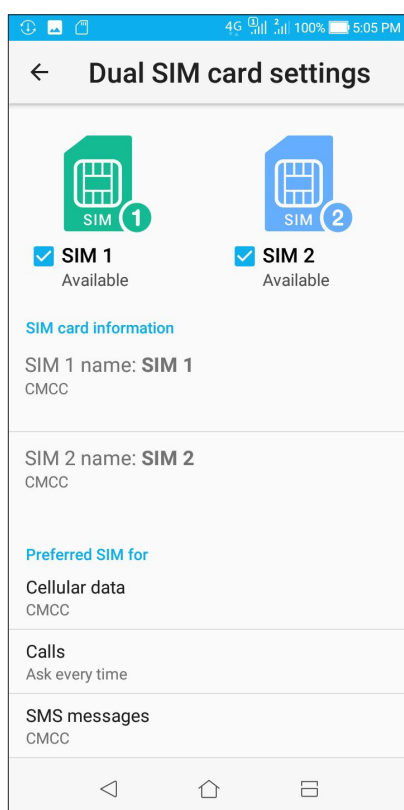 4G 1 2 100% 5:05 PM
Dual SIM card settings
SIM 1 SIM 2
SIM 1 SIM 2
Available Available
SIM card information
SIM 1 name: SIM 1
CMCC
SIM 2 name: SIM 2
CMCC
Preferred SIM for
Cellular data
CMCC
Calls
Ask every time
SMS messages
CMCC